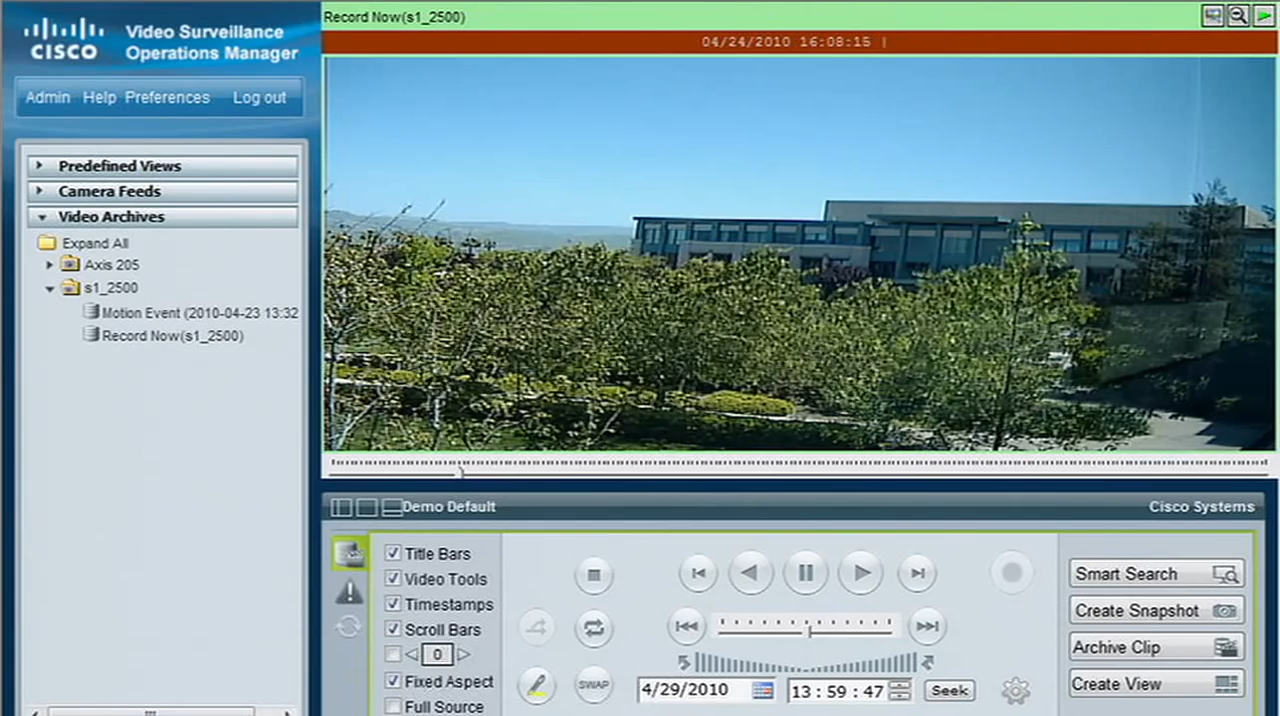 CISCO
Video Surveillance
Operations Manager
Admin Help Preferences Log out
Predefined Views
Camera Feeds
Video Archives
Expand All
Axis 205
s1_2500
Motion Event (2010-04-23 13:32
Record Now(s1_2500)
Record Now(s1_2500)
04/24/2010 16:08:15 |
Demo Default
Cisco Systems
Title Bars
Video Tools
Timestamps
Scroll Bars
0
Fixed Aspect
Full Source
SWAP
4/29/2010
13 : 59 : 47
Seek
Smart Search
Create Snapshot
Archive Clip
Create View